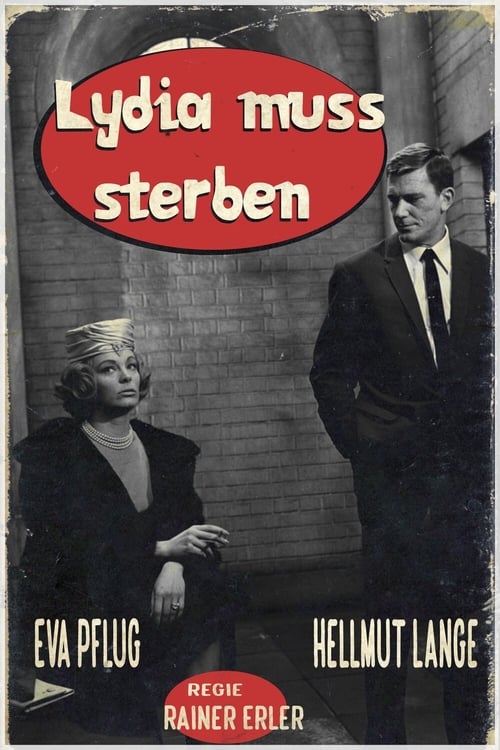 Lydia muss
sterben
EVA PFLUG
HELLMUT LANGE
REGIE
RAINER ERLER